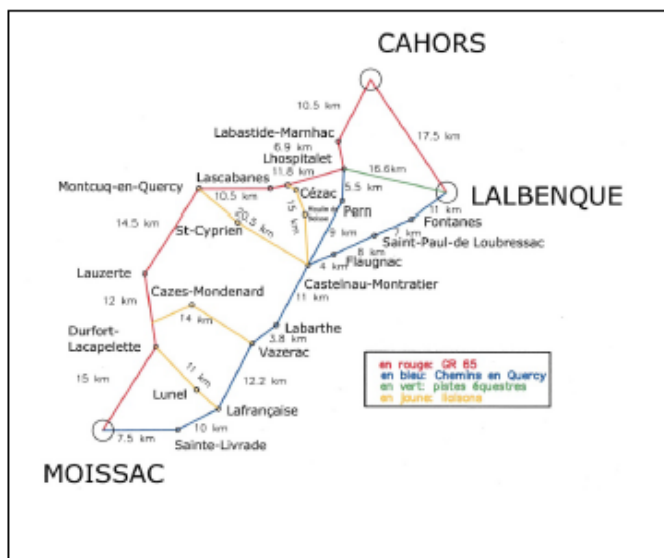 CAHORS
10.5 km
Labastide-Marnhac
6.9 km
17.5 km
Lhospitalet
11.8 km
16.6km
Lascabanes
Montcuq-en-Quercy
10.5 km
Cézac
5.5 km
LALBENQUE
15 km
Pern
11 km
Fontanes
20.5 km
St-Cyprien
9 km
7 km
Saint-Paul-de Loubressac
14.5 km
8 km
Flaugnac
4 km
Lauzerte
Castelnau-Montratier
Cazes-Mondenard
12 km
11 km
14 km
Labarthe
3.8 km
Durfort-
Lacapelette
Vazerac
en rouge: GR 65
en bleu: Chemins en Quercy
en vert: pistes équestres
en jaune: liaisons
11 km
12.2 km
15 km
Lunel
Lafrançaise
10 km
7.5 km
Sainte-Livrade
MOISSAC